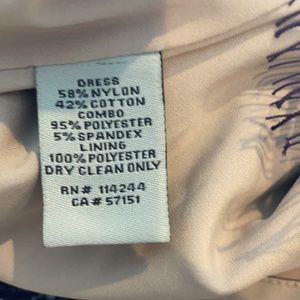 DRESS
58% NYLON
42% COTTON
COMBO
95% POLYESTER
5% SPANDEX
LINING
100% POLYESTER
DRY CLEAN ONLY
RN# 114244
CA# 57151